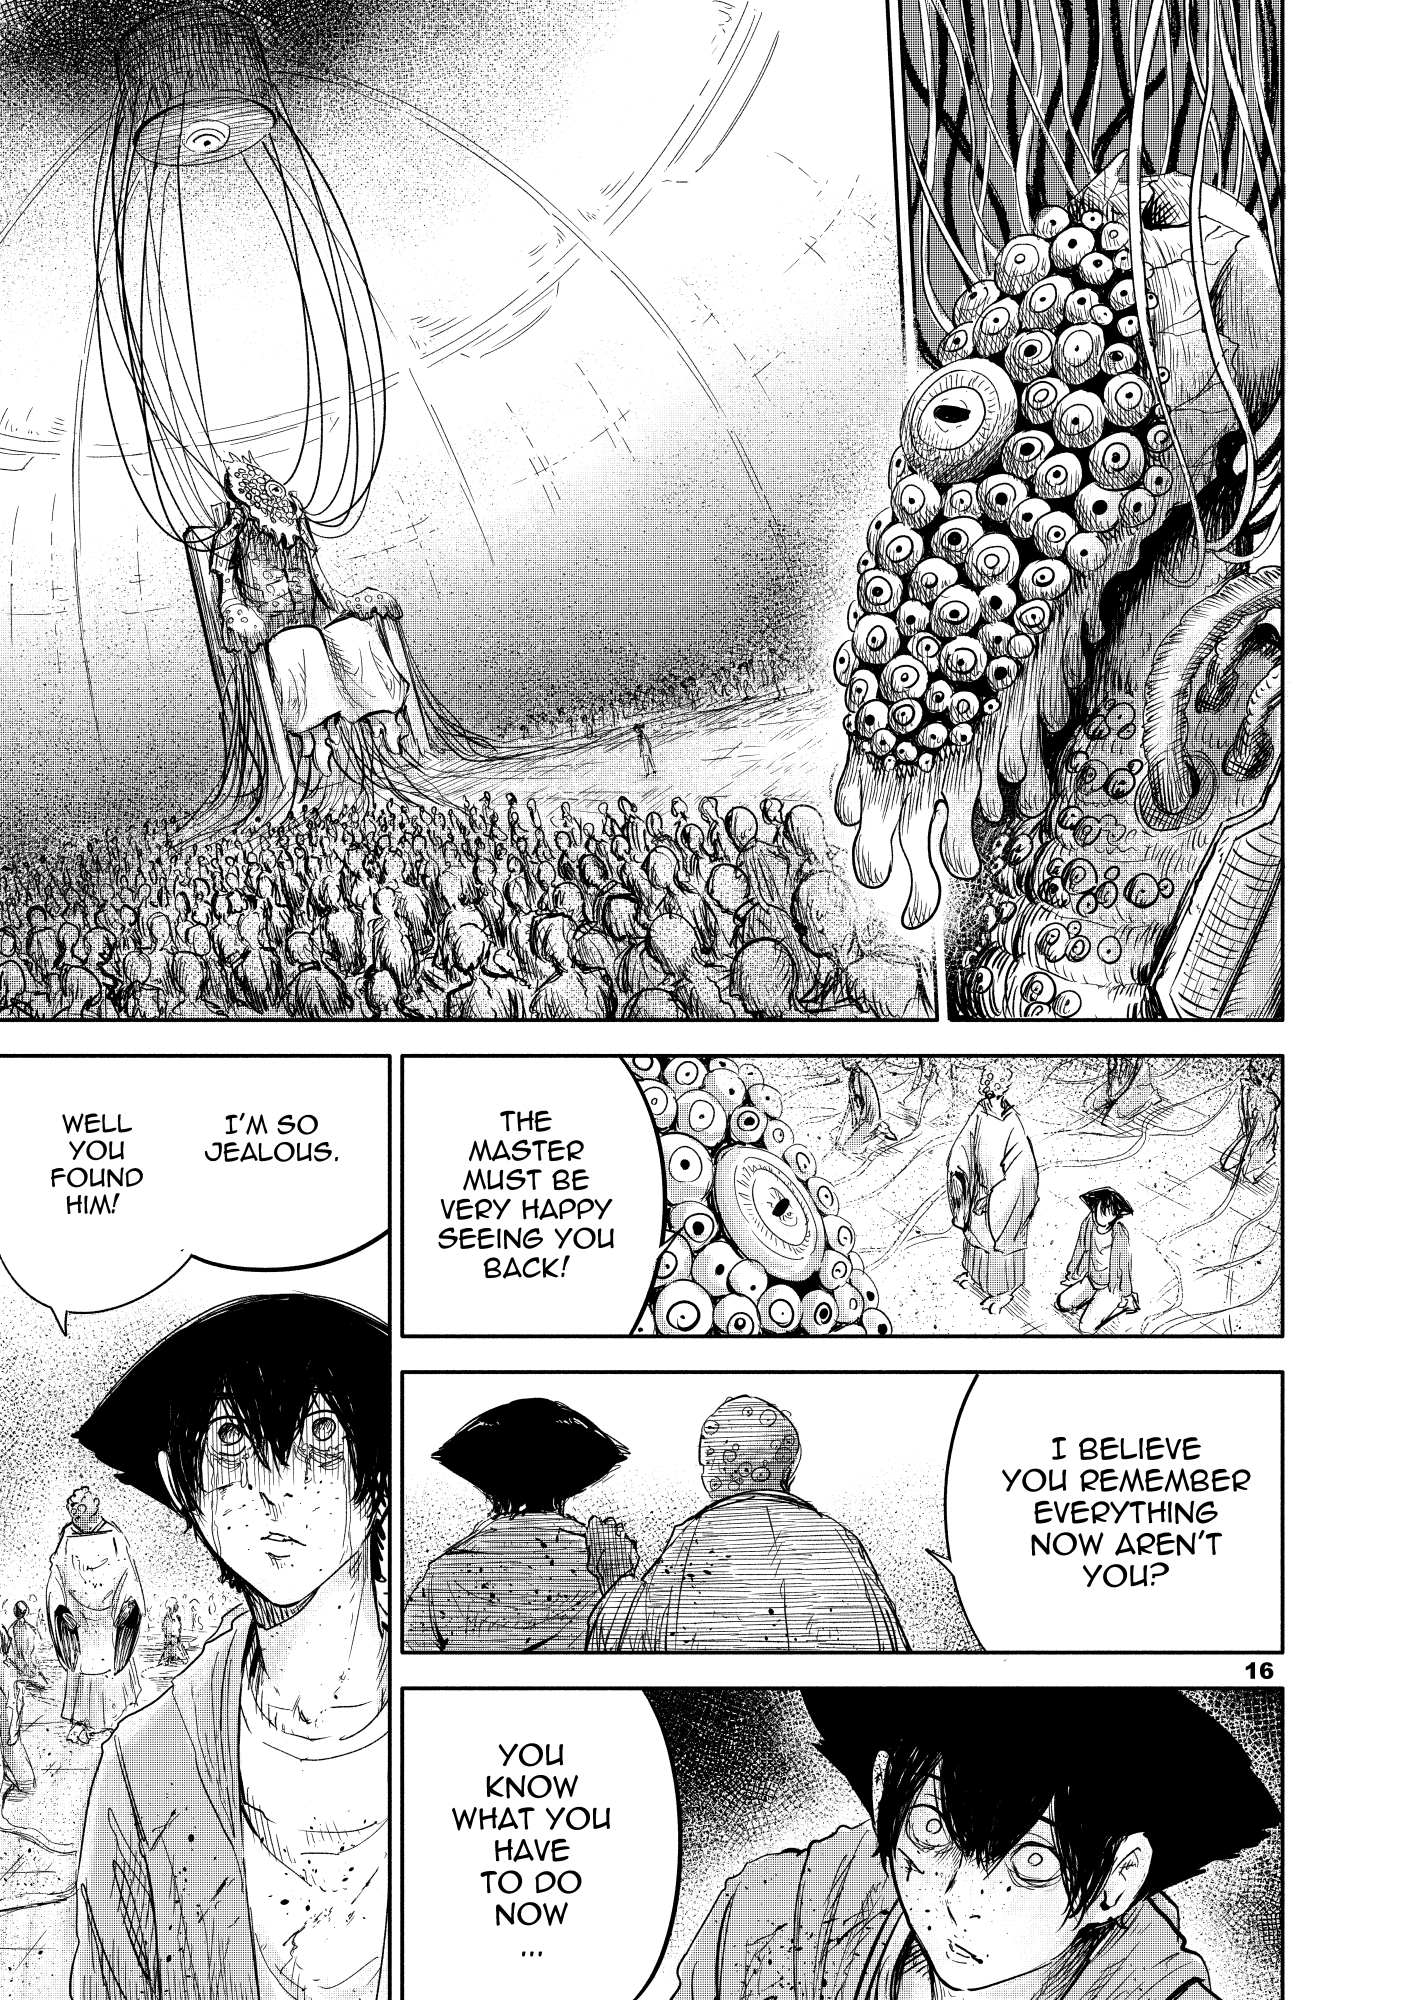 THE
MASTER
MUST BE
VERY HAPPY
SEEING YOU
BACK!
I BELIEVE
YOU REMEMBER
EVERYTHING
NOW AREN'T
YOU?
16
YOU
KNOW
WHAT YOU
HAVE
TO DO
NOW
...
I'M SO
JEALOUS.
WELL
YOU
FOUND
HIM!